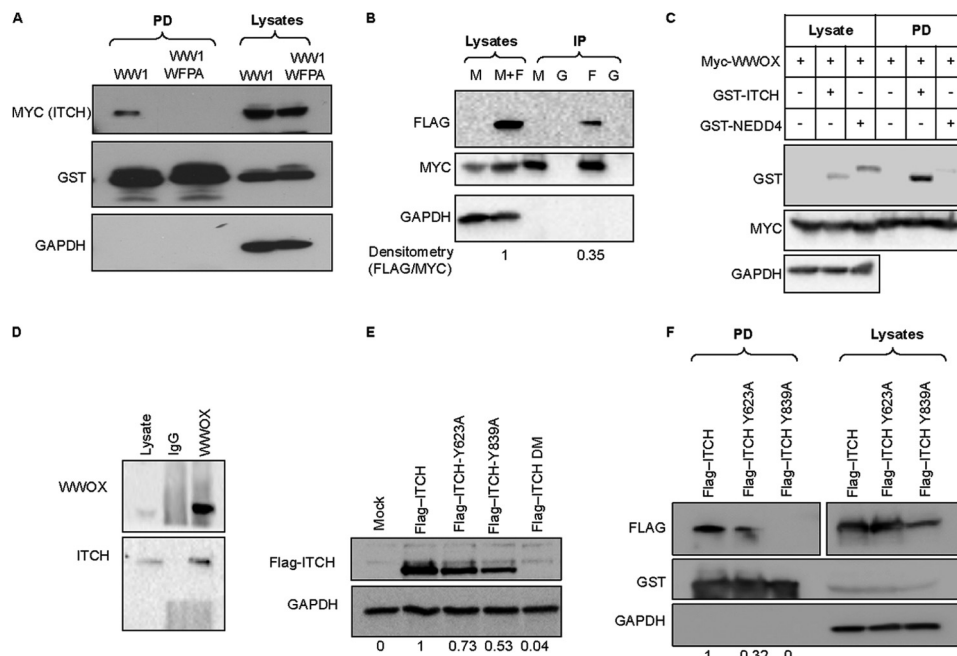 A
PD
Lysates
WW1
WW1 WFPA
WW1
WW1 WFPA
MYC (ITCH)
GST
GAPDH
B
Lysates
IP
M M+F M G F G
FLAG
MYC
GAPDH
Densitometry (FLAG/MYC)
1 0.35
C
Lysate PD
Myc-WWOX + + + + + +
GST-ITCH - + - - + -
GST-NEDD4 - - + - - +
GST
MYC
GAPDH
D
Lysate
IgG
WWOX
WWOX
ITCH
E
Mock
Flag–ITCH
Flag–ITCH-Y623A
Flag–ITCH-Y839A
Flag–ITCH DM
Flag-ITCH
GAPDH
0 1 0.73 0.53 0.04
F
PD
Lysates
Flag–ITCH
Flag–ITCH Y623A
Flag–ITCH Y839A
Flag–ITCH
Flag–ITCH Y623A
Flag–ITCH Y839A
FLAG
GST
GAPDH
1 0.32 0